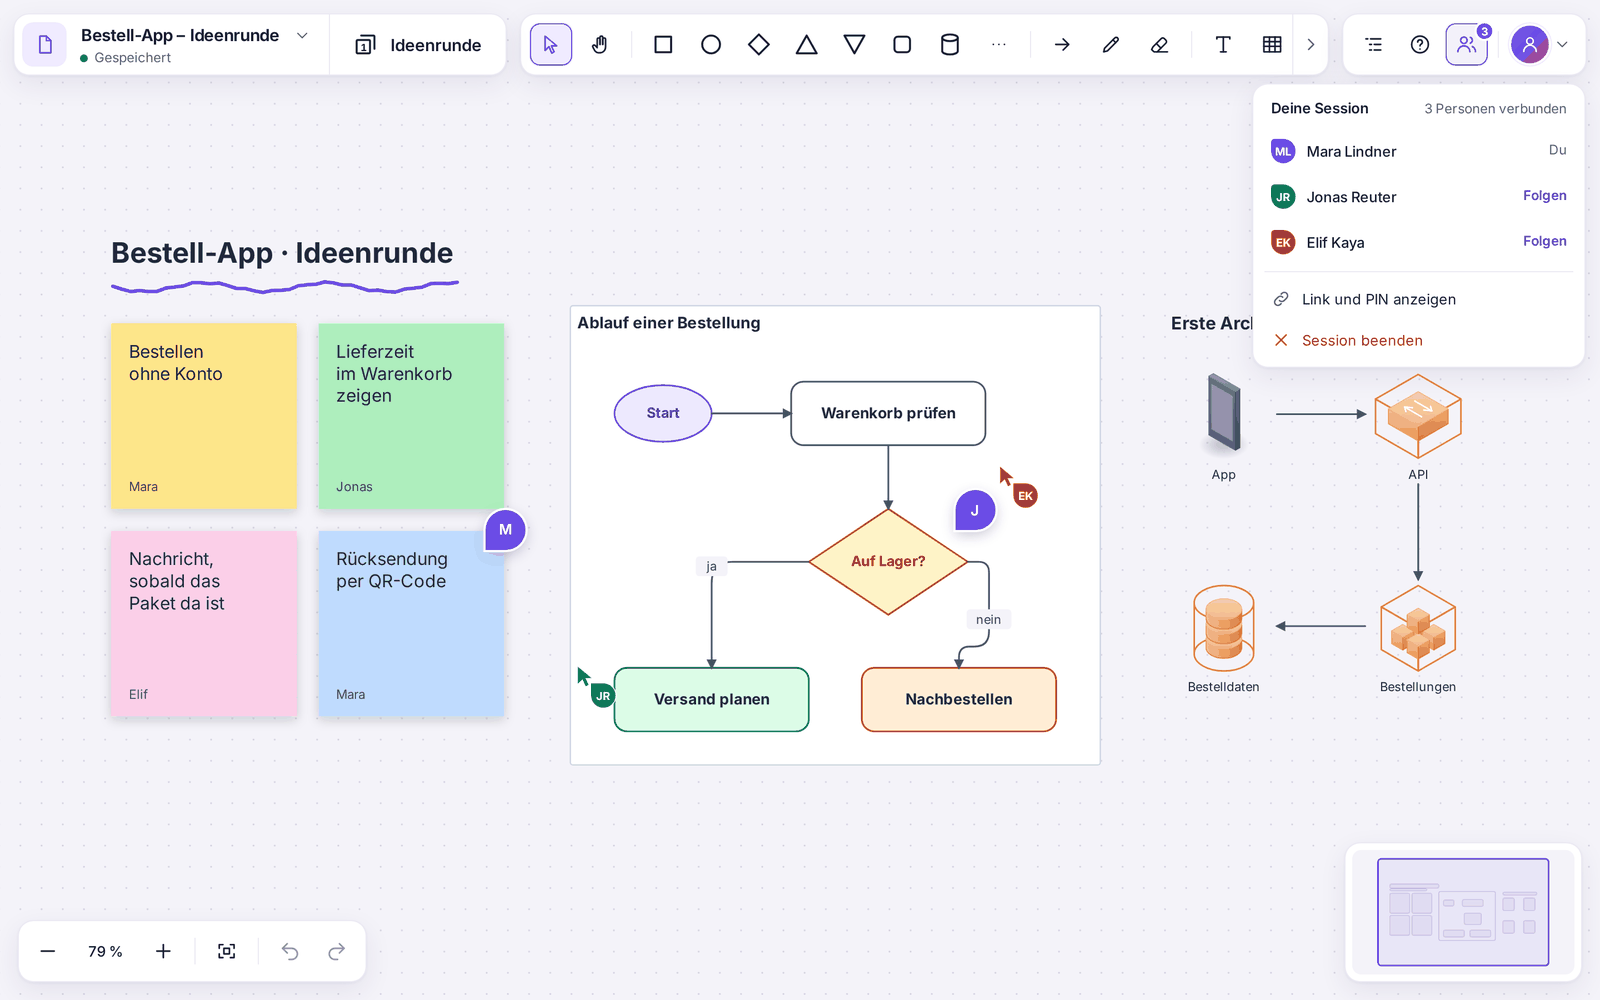 Bestell-App – Ideenrunde
Gespeichert
1
Ideenrunde
3
Deine Session
3 Personen verbunden
ML
Mara Lindner
Du
JR
Jonas Reuter
Folgen
EK
Elif Kaya
Folgen
Link und PIN anzeigen
Session beenden
Bestell-App · Ideenrunde
Bestellen
ohne Konto
Mara
Lieferzeit
im Warenkorb
zeigen
Jonas
M
Nachricht,
sobald das
Paket da ist
Elif
Rücksendung
per QR-Code
Mara
Ablauf einer Bestellung
Start
Warenkorb prüfen
EK
J
Auf Lager?
ja
nein
JR
Versand planen
Nachbestellen
Erste
App
API
Bestelldaten
Bestellungen
79 %